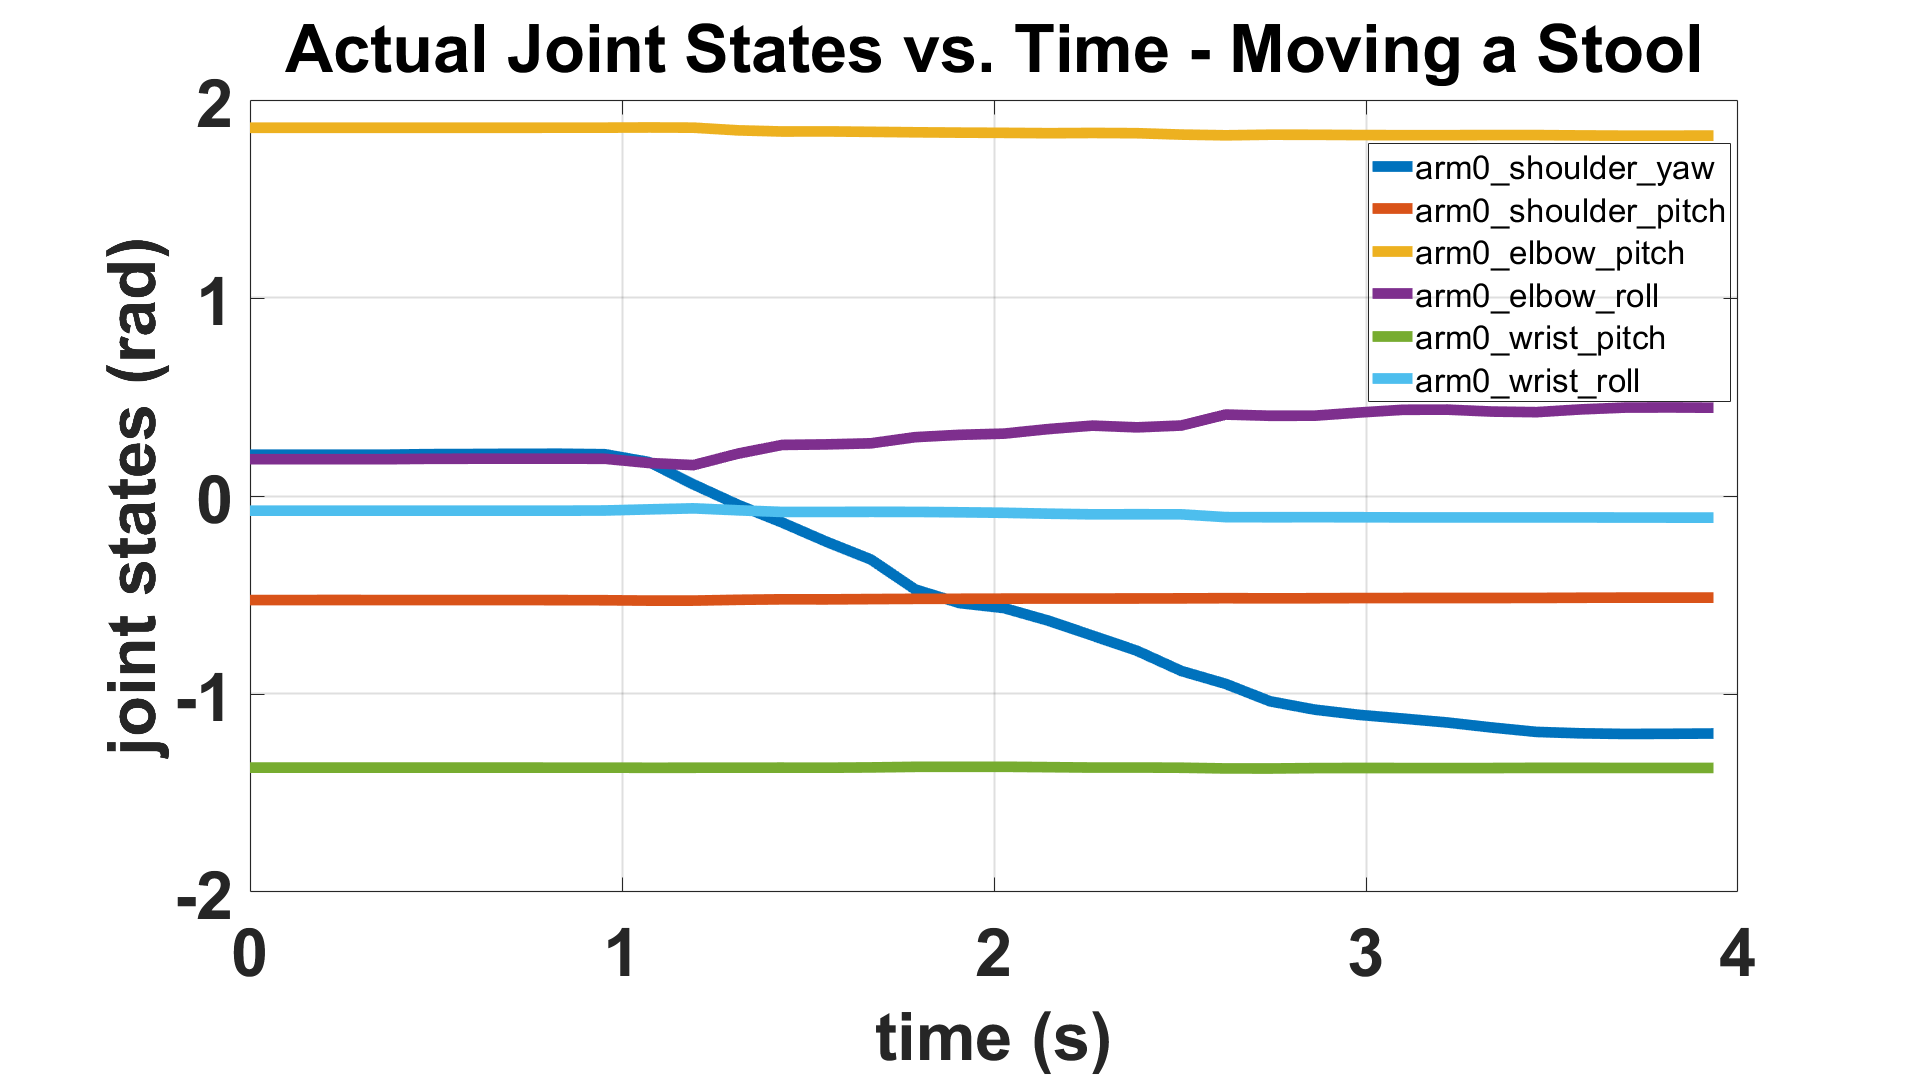 Actual Joint States vs. Time - Moving a Stool
joint states (rad)
2
1
0
-1
-2
arm0_shoulder_yaw
arm0_shoulder_pitch
arm0_elbow_pitch
arm0_elbow_roll
arm0_wrist_pitch
arm0_wrist_roll
0 1 2 3 4
time (s)